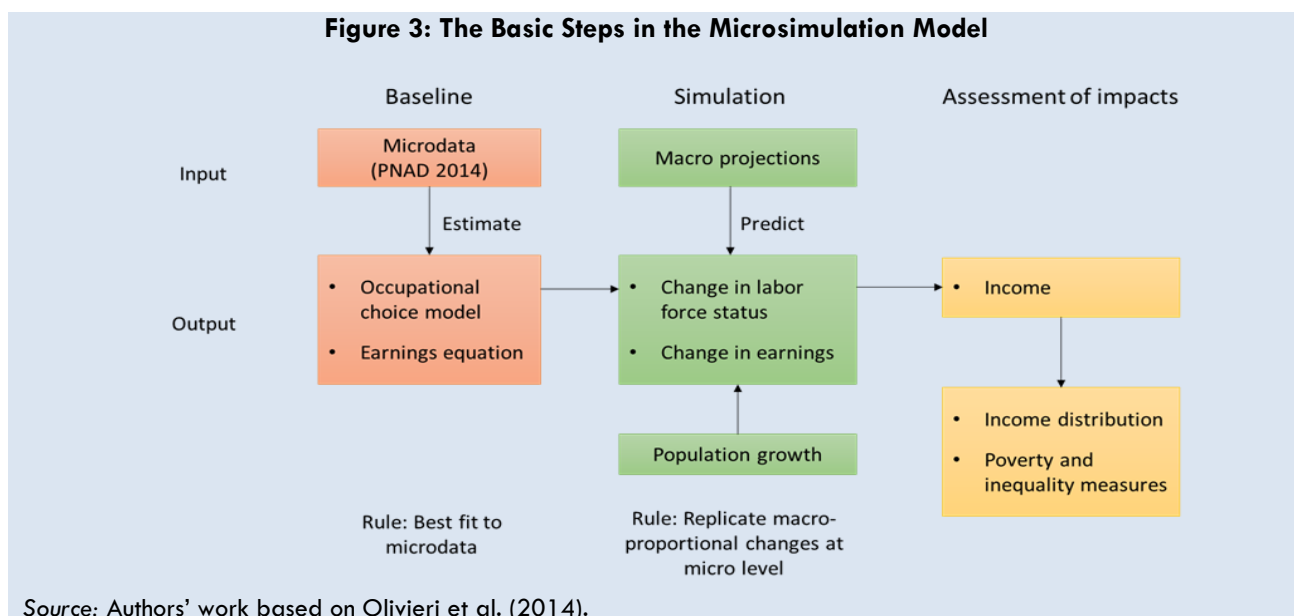 Figure 3: The Basic Steps in the Microsimulation Model
Baseline
Simulation
Assessment of impacts
Input
Microdata
(PNAD 2014)
Macro projections
Estimate
Predict
Output
• Occupational
choice model
• Earnings equation
• Change in labor
force status
• Change in earnings
• Income
Population growth
• Income distribution
• Poverty and
inequality measures
Rule: Best fit to
microdata
Rule: Replicate macro-
proportional changes at
micro level
Source: Authors' work based on Olivieri et al. (2014).